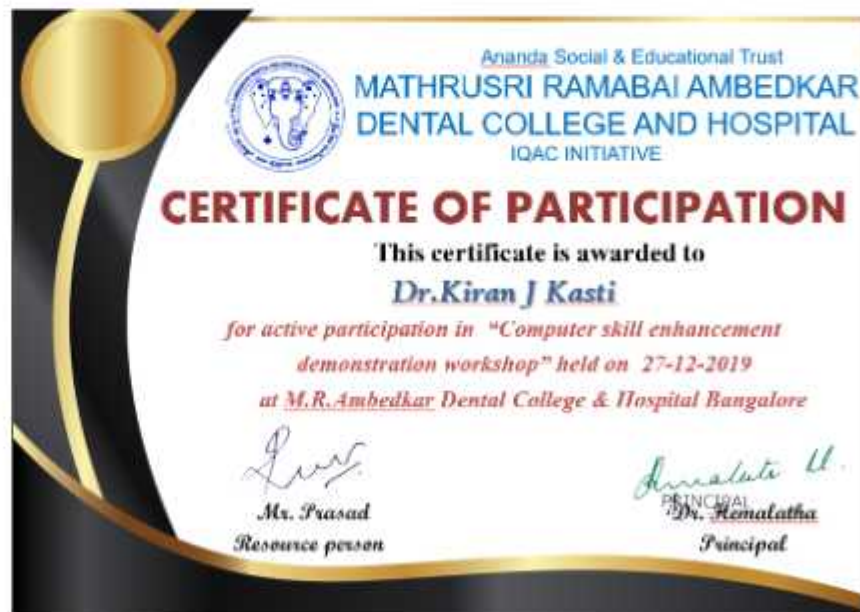 Ananda Social & Educational Trust
MATHRUSRI RAMABAI AMBEDKAR
DENTAL COLLEGE AND HOSPITAL
IQAC INITIATIVE
CERTIFICATE OF PARTICIPATION
This certificate is awarded to
Dr.Kiran J Kasti
for active participation in "Computer skill enhancement
demonstration workshop" held on 27-12-2019
at M.R.Ambedkar Dental College & Hospital Bangalore
Hemalatha H.
PRINCIPAL
Mr. Prasad
Dr. Hemalatha
Resource person
Principal